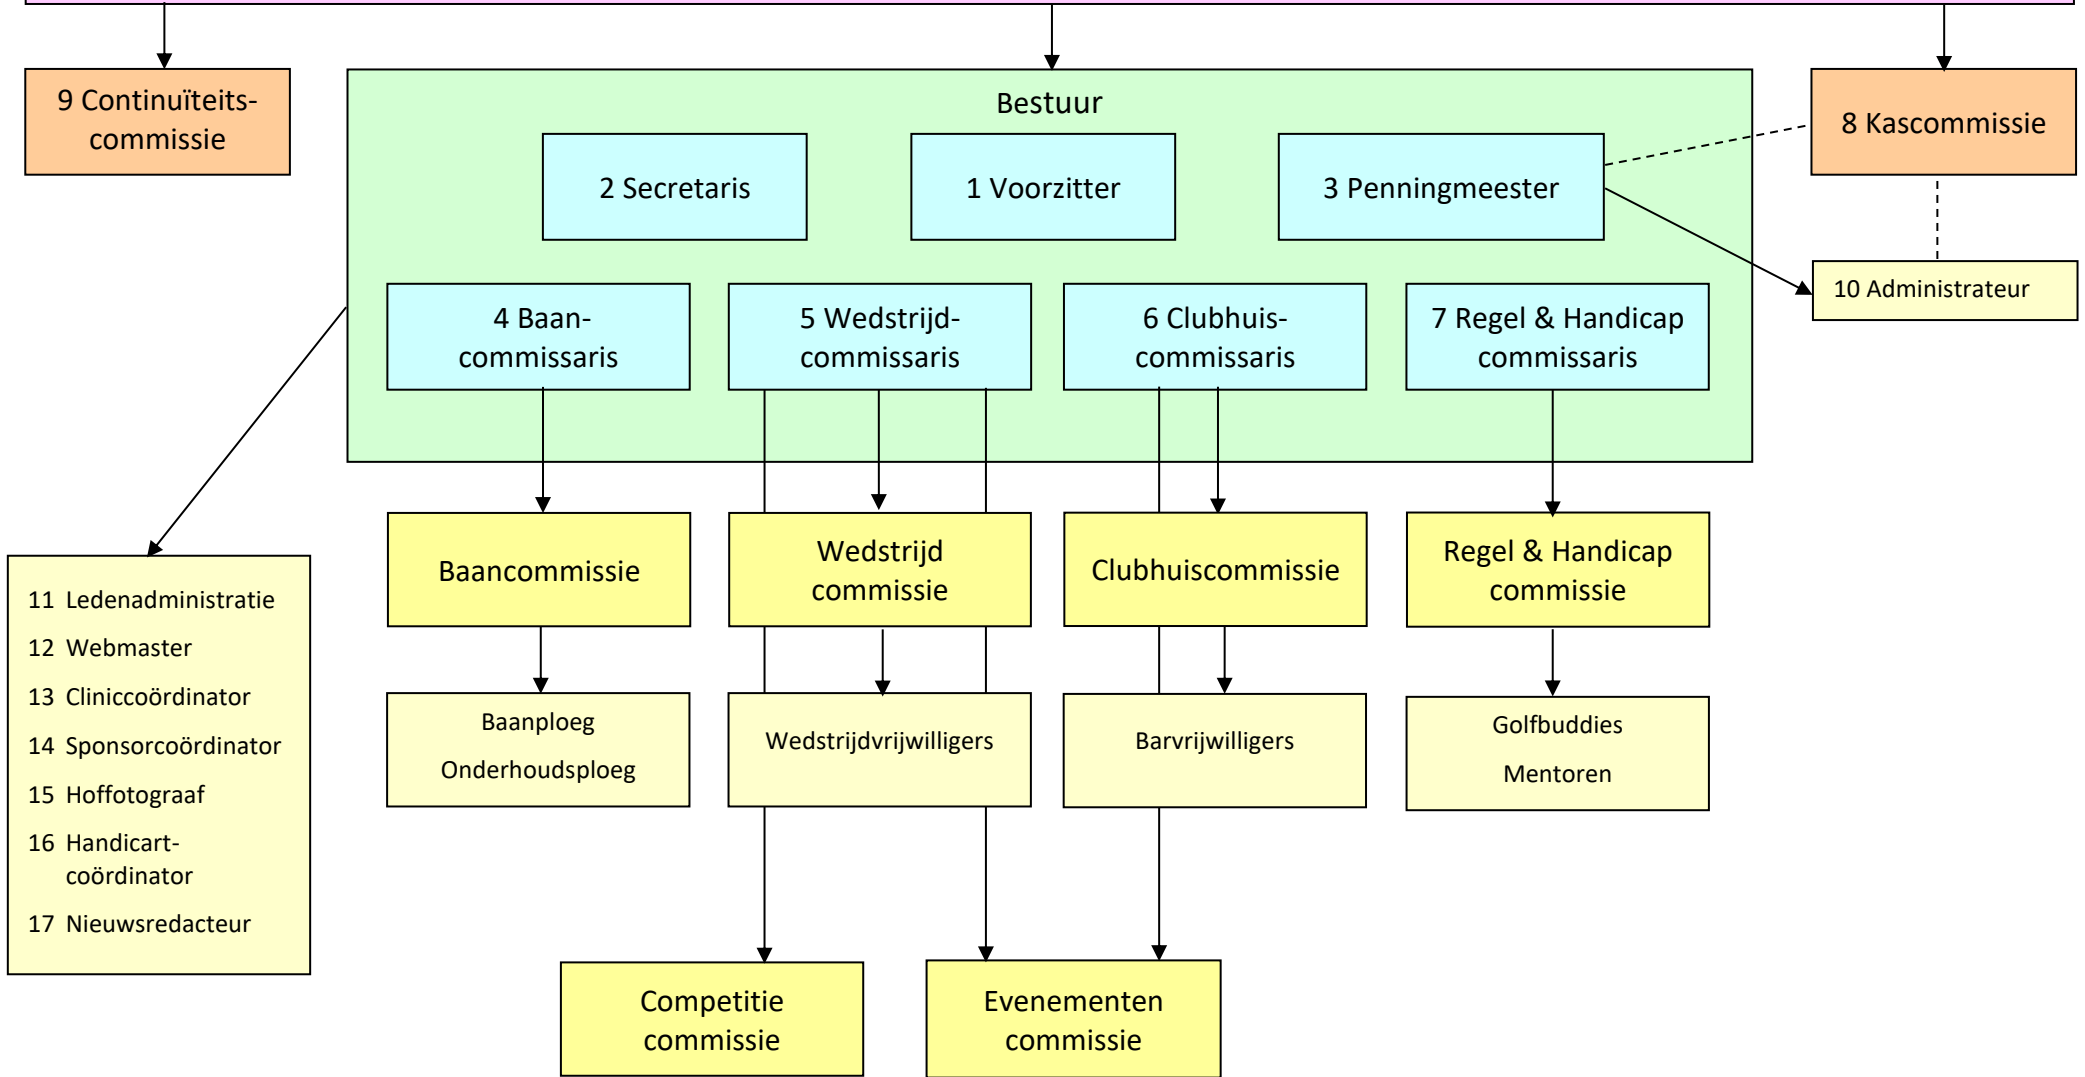 9 Continuïteits-
commissie
Bestuur
8 Kascommissie
2 Secretaris
1 Voorzitter
3 Penningmeester
10 Administrateur
4 Baan-
commissaris
5 Wedstrijd-
commissaris
6 Clubhuis-
commissaris
7 Regel & Handicap
commissaris
Baancommissie
Wedstrijd
commissie
Clubhuiscommissie
Regel & Handicap
commissie
11 Ledenadministratie
12 Webmaster
13 Cliniccoördinator
14 Sponsorcoördinator
15 Hoffotograaf
16 Handicart-
coördinator
17 Nieuwsredacteur
Baanploeg
Onderhoudsploeg
Wedstrijdvrijwilligers
Barvrijwilligers
Golfbuddies
Mentoren
Competitie
commissie
Evenementen
commissie